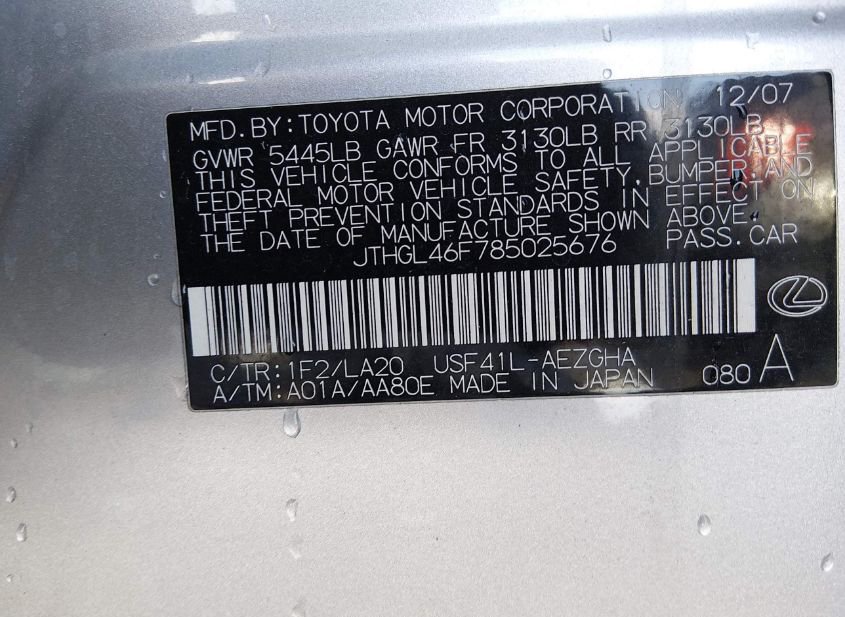 MFD.BY:TOYOTA MOTOR CORPORATION 12/07
GVWR 5445LB GAWR FR 3130LB RR 3130LB
THIS VEHICLE CONFORMS TO ALL APPLICABLE
FEDERAL MOTOR VEHICLE SAFETY,BUMPER,AND
THEFT PREVENTION STANDARDS IN EFFECT ON
THE DATE OF MANUFACTURE SHOWN ABOVE.
JTHGL46F785025676 PASS.CAR
C/TR:1F2/LA20 USF41L-AEZGHA
A/TM:A01A/AA80E MADE IN JAPAN 080 A